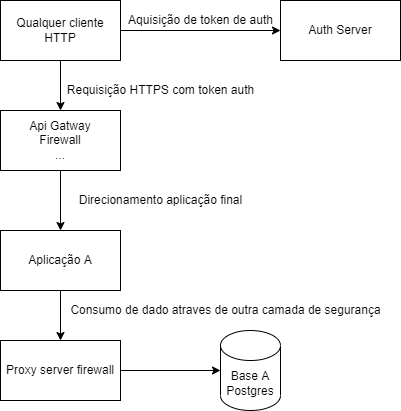 Qualquer cliente
HTTP
Aquisição de token de auth
Auth Server
Requisição HTTPS com token auth
Api Gatway
Firewall
...
Direcionamento aplicação final
Aplicação A
Consumo de dado atraves de outra camada de segurança
Proxy server firewall
Base A
Postgres